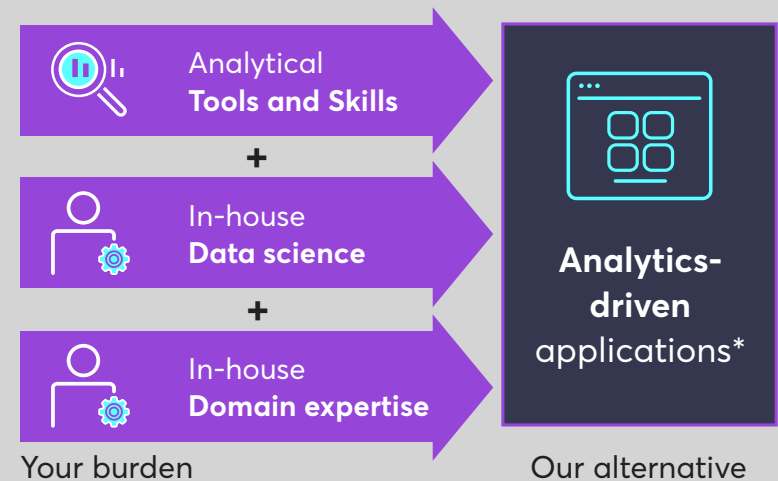 Analytical
Tools and Skills
+
In-house
Data science
+
In-house
Domain expertise
Your burden
Analytics-
driven
applications*
Our alternative